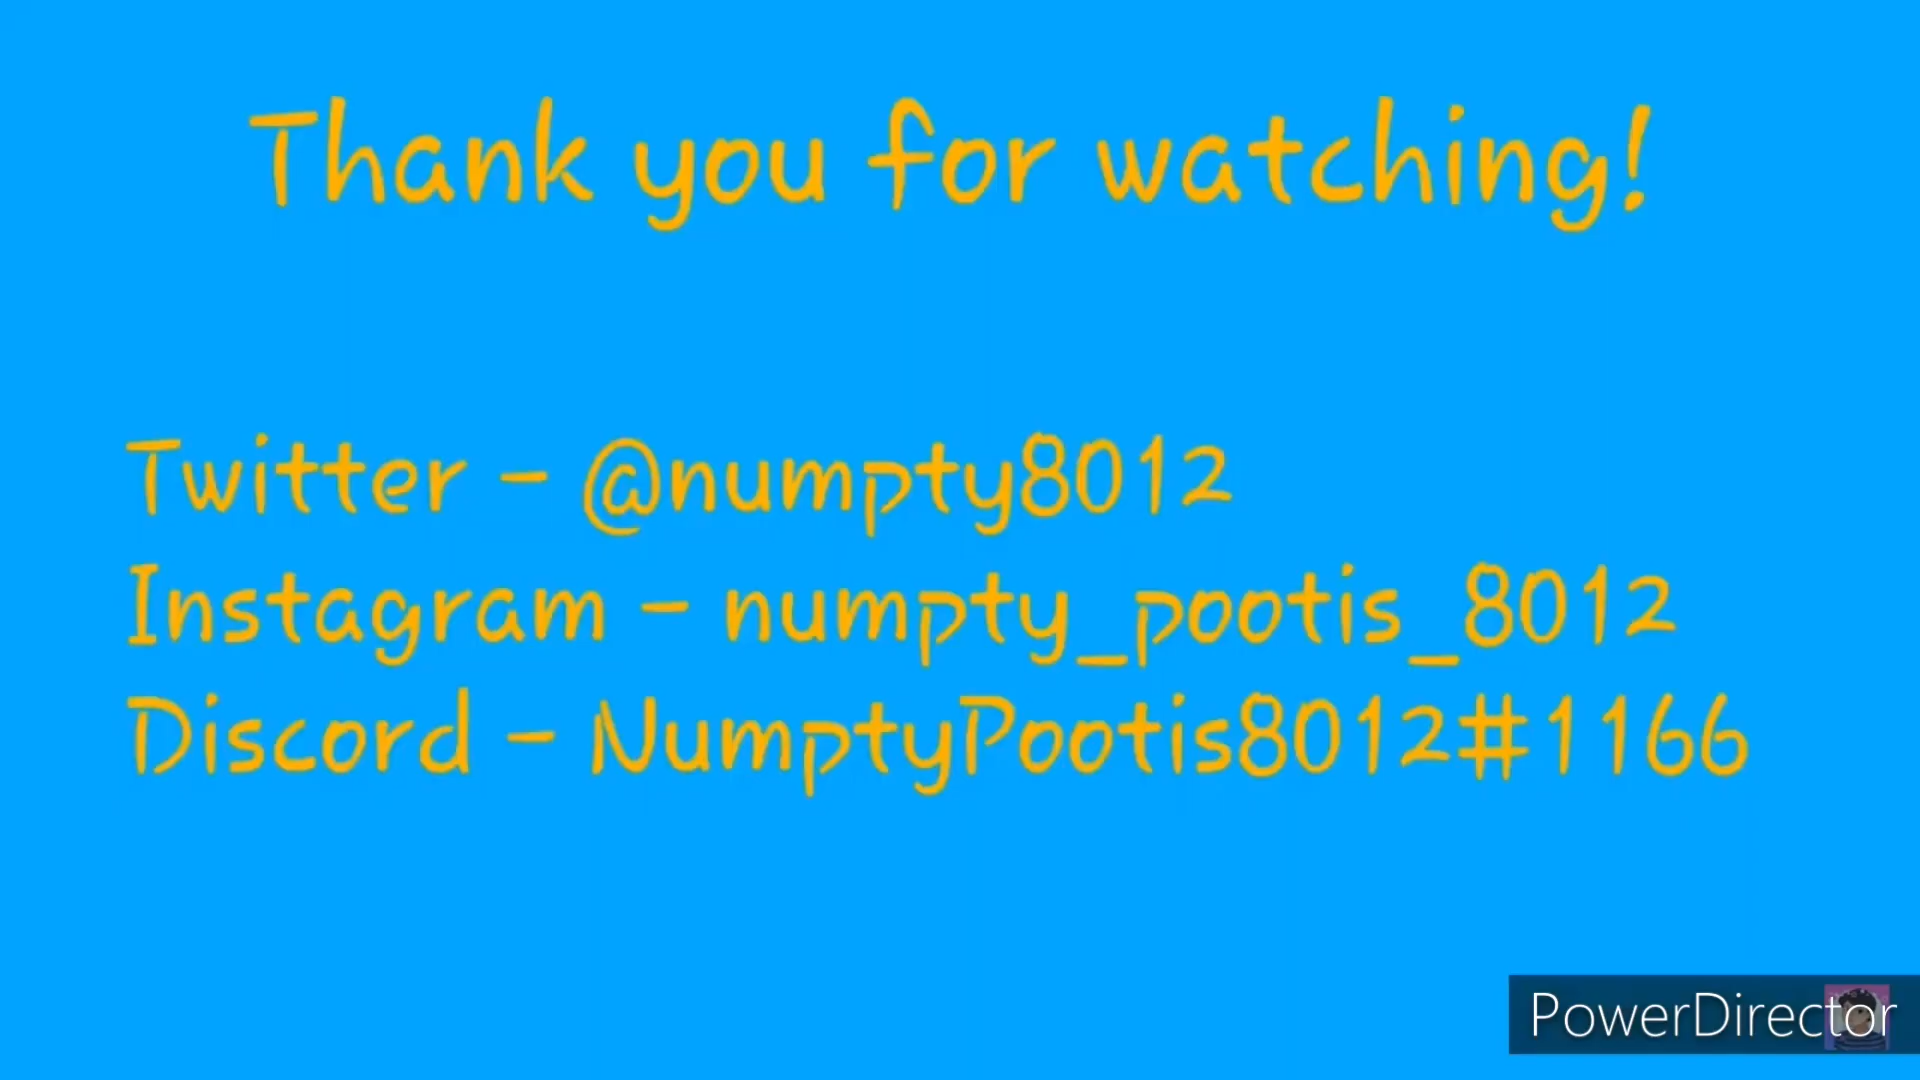 Thank you for watching!
Twitter - @numpty8012
Instagram - numpty_pootis_8012
Discord - NumptyPootis8012#1166
PowerDirector